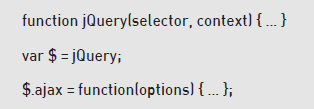 function jQuery(selector, context) { ... }
var $ = jQuery;
$.ajax = function(options) { ... };